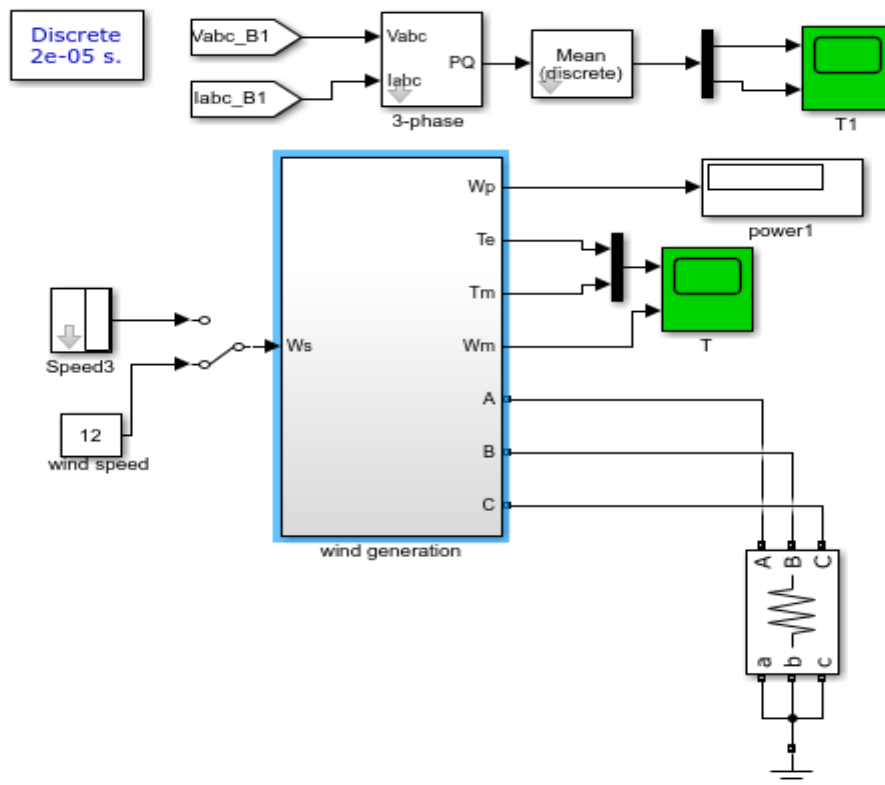 Discrete
2e-05 s.
Vabc_B1
Iabc_B1
Vabc
Iabc
PQ
3-phase
Mean
(discrete)
T1
Wp
power1
Te
Tm
T
Wm
Ws
Speed3
12
wind speed
A
B
C
wind generation
A B C
a b c